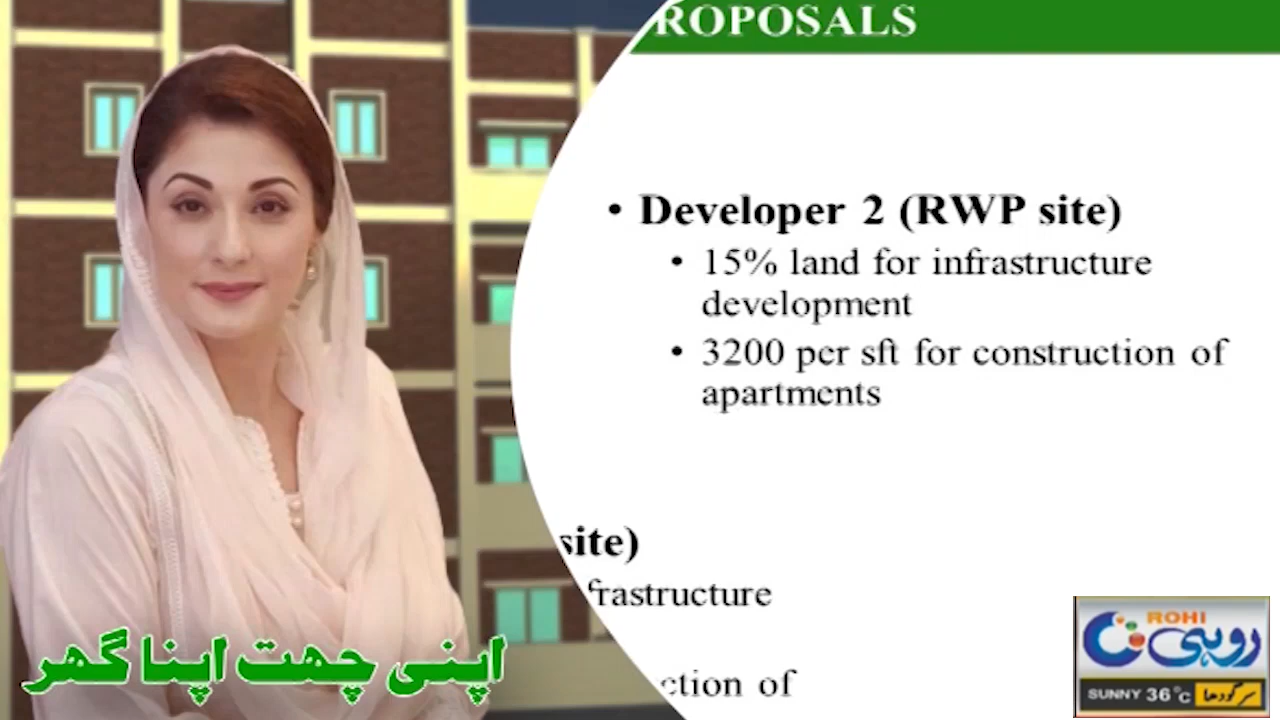 ROPOSALS
• Developer 2 (RWP site)
• 15% land for infrastructure
development
• 3200 per sft for construction of
apartments
site)
frastructure
ction of
اپنی چھت اپنا گھر
ROHI
روہی
SUNNY 36°C سرگودھا